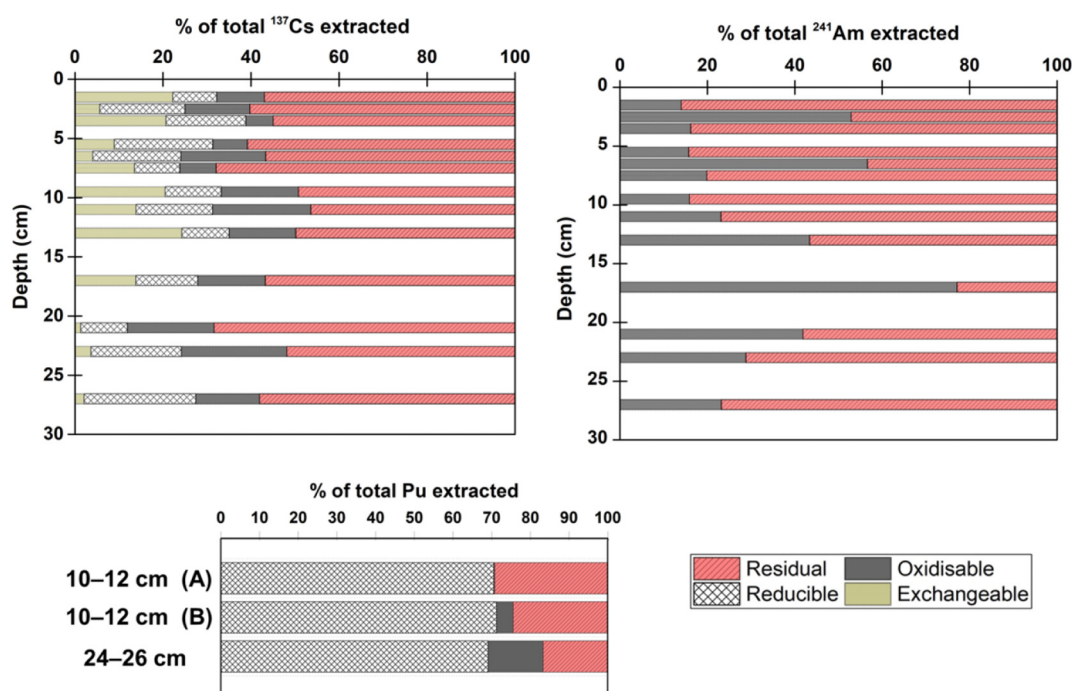 % of total ¹³⁷Cs extracted
0 20 40 60 80 100
0
5
10
15
20
25
30
Depth (cm)
% of total ²⁴¹Am extracted
0 20 40 60 80 100
0
5
10
15
20
25
30
Depth (cm)
% of total Pu extracted
0 10 20 30 40 50 60 70 80 90 100
10–12 cm (A)
10–12 cm (B)
24–26 cm
Residual Oxidisable
Reducible Exchangeable